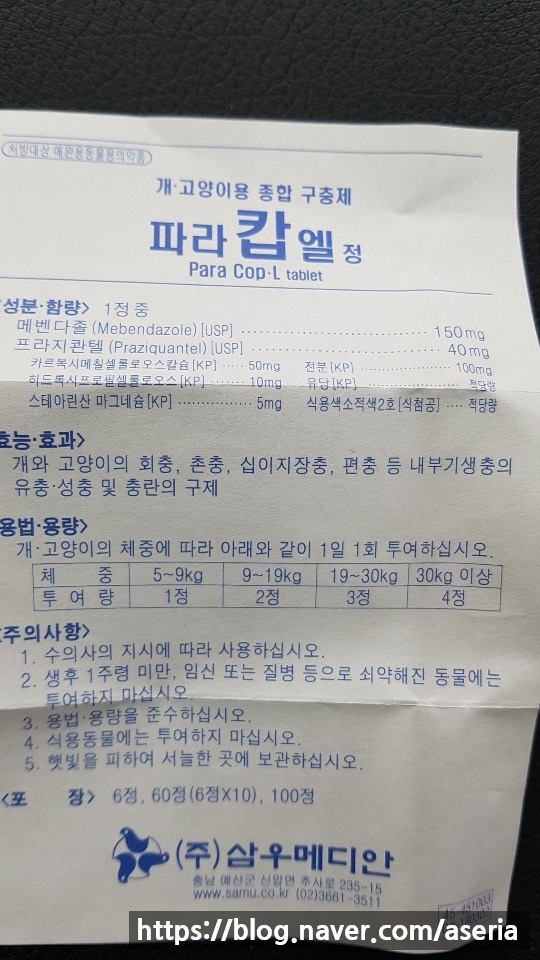 처방대상 애완용동물용의약품
개·고양이용 종합 구충제
파라캅엘정
Para Cop·L tablet
성분·함량> 1정 중
메벤다졸 (Mebendazole) [USP] ········ 150mg
프라지콴텔 (Praziquantel) [USP] ········ 40mg
카르복시메칠셀룰로오스칼슘 [KP] ····· 50mg 전분 [KP] ········ 100mg
히드록시프로필셀룰로오스 [KP] ······ 10mg 유당 [KP] ········ 적당량
스테아린산 마그네슘 [KP] ········ 5mg 식용색소적색2호 [식첨공] ···· 적당량
효능·효과>
개와 고양이의 회충, 촌충, 십이지장충, 편충 등 내부기생충의
유충·성충 및 충란의 구제
용법·용량>
개·고양이의 체중에 따라 아래와 같이 1일 1회 투여하십시오.
체 중 5~9kg 9~19kg 19~30kg 30kg 이상
투 여 량 1정 2정 3정 4정
주의사항>
1. 수의사의 지시에 따라 사용하십시오.
2. 생후 1주령 미만, 임신 또는 질병 등으로 쇠약해진 동물에는
투여하지 마십시오.
3. 용법·용량을 준수하십시오.
4. 식용동물에는 투여하지 마십시오.
5. 햇빛을 피하여 서늘한 곳에 보관하십시오.
<포 장> 6정, 60정(6정X10), 100정
(주)삼우메디안
충남 예산군 신암면 추사로 235-15
www.samu.co.kr (02)3661-3511
https://blog.naver.com/aseria